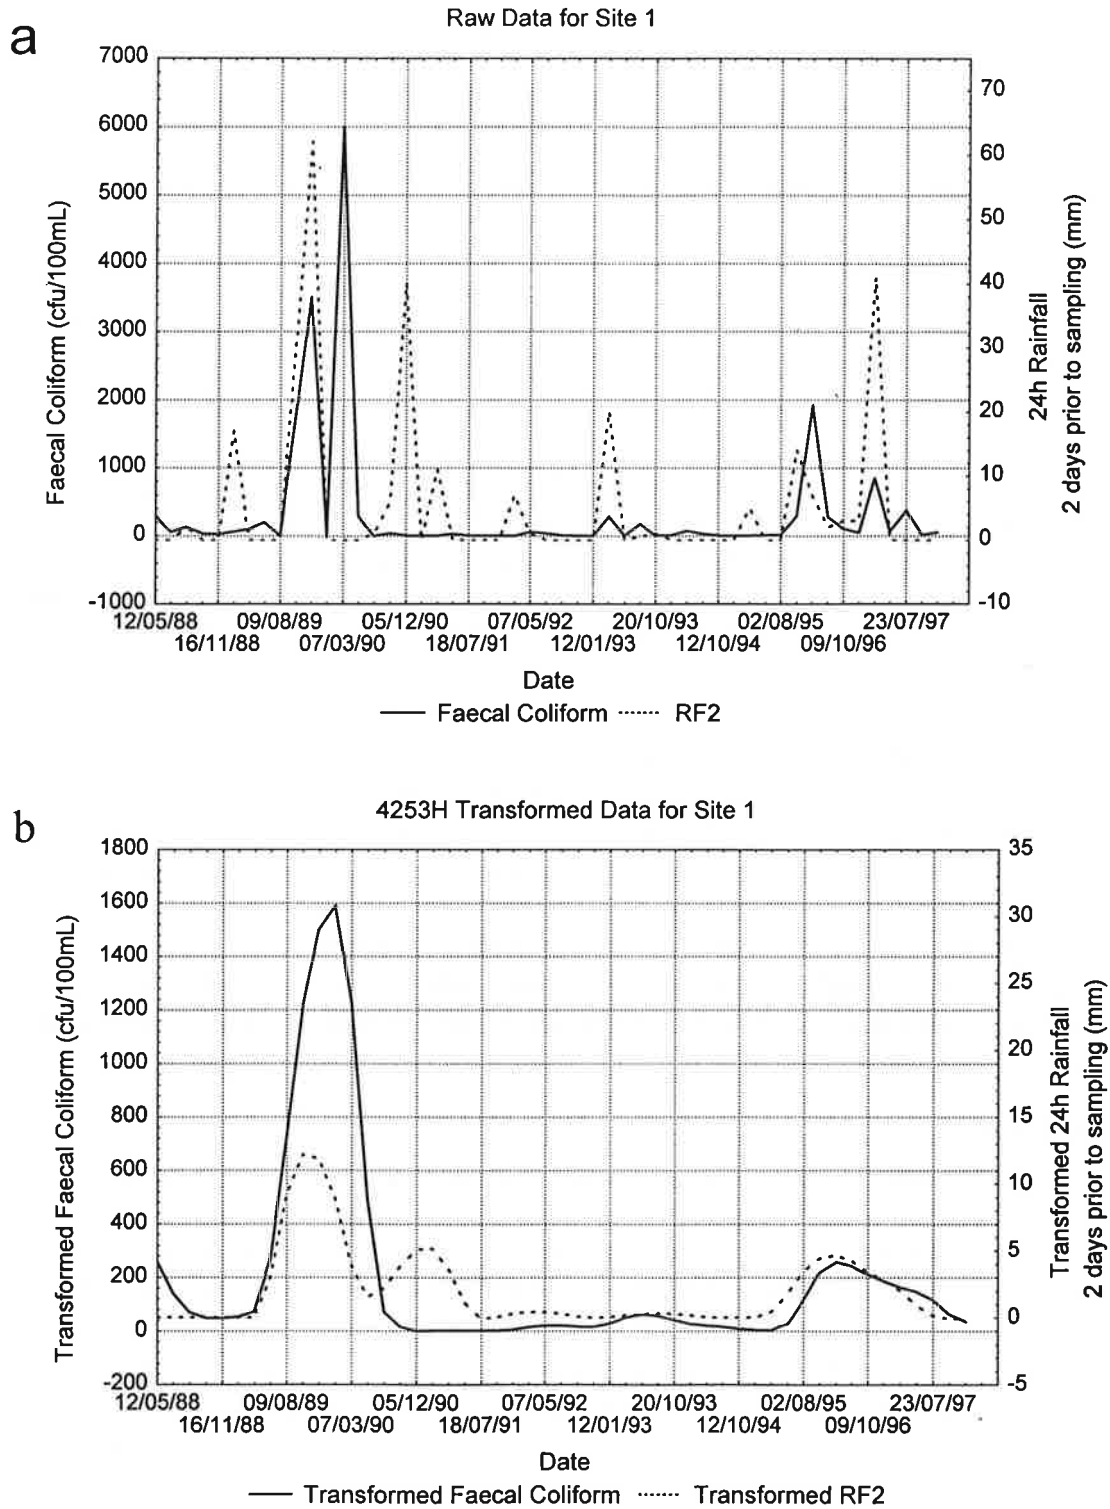 a
Raw Data for Site 1
7000
6000
5000
4000
3000
2000
1000
0
-1000
Faecal Coliform (cfu/100mL)
70
60
50
40
30
20
10
0
-10
24h Rainfall
2 days prior to sampling (mm)
12/05/88 09/08/89 05/12/90 07/05/92 20/10/93 02/08/95 23/07/97
16/11/88 07/03/90 18/07/91 12/01/93 12/10/94 09/10/96
Date
Faecal Coliform RF2
b
4253H Transformed Data for Site 1
1800
1600
1400
1200
1000
800
600
400
200
0
-200
Transformed Faecal Coliform (cfu/100mL)
35
30
25
20
15
10
5
0
-5
Transformed 24h Rainfall
2 days prior to sampling (mm)
12/05/88 09/08/89 05/12/90 07/05/92 20/10/93 02/08/95 23/07/97
16/11/88 07/03/90 18/07/91 12/01/93 12/10/94 09/10/96
Date
Transformed Faecal Coliform Transformed RF2